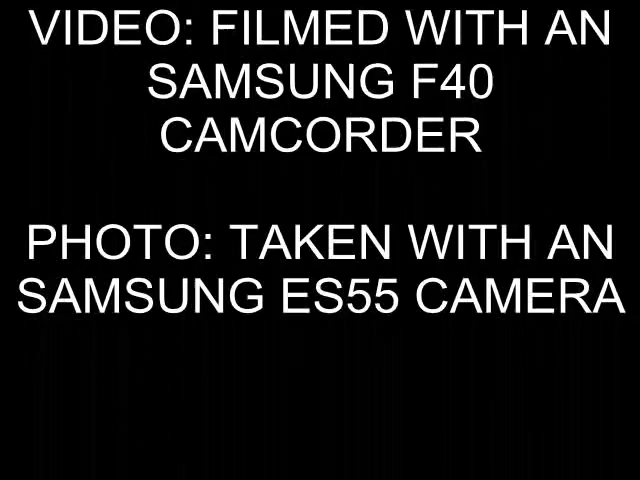 VIDEO: FILMED WITH AN
SAMSUNG F40
CAMCORDER
PHOTO: TAKEN WITH AN
SAMSUNG ES55 CAMERA